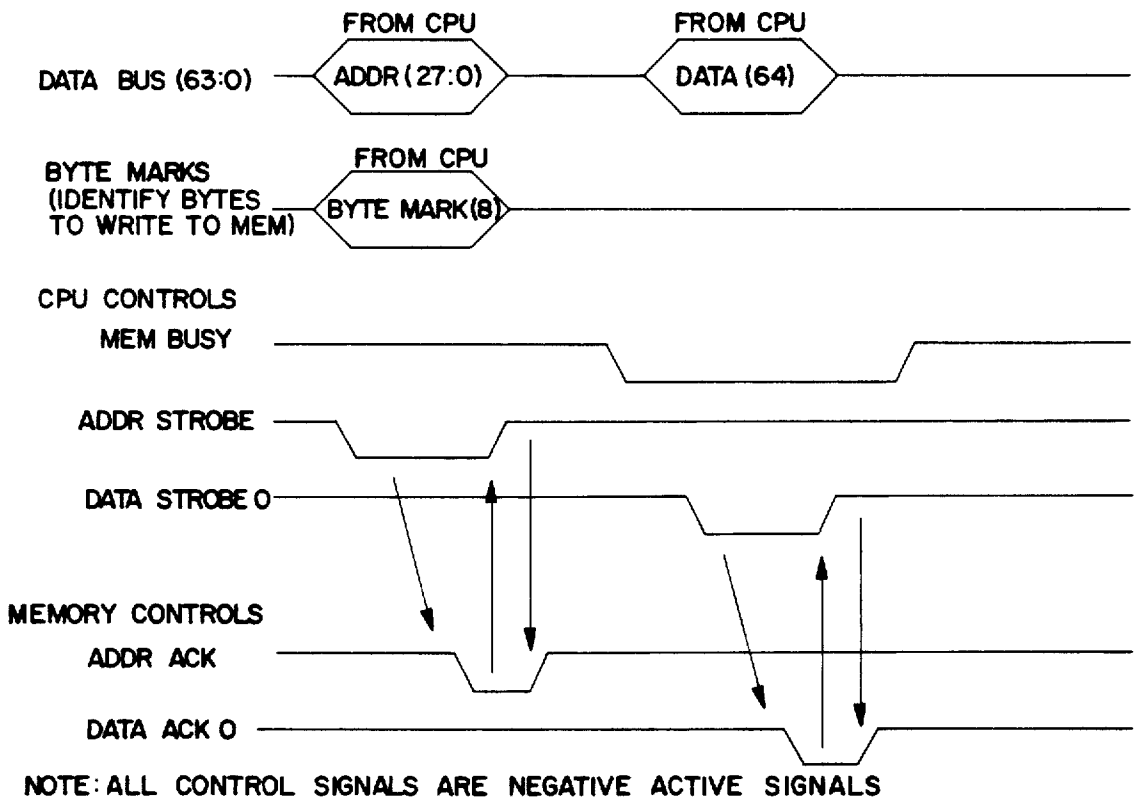 FROM CPU
FROM CPU
DATA BUS (63:0)
ADDR (27:0)
DATA (64)
FROM CPU
BYTE MARKS
(IDENTIFY BYTES
TO WRITE TO MEM)
BYTE MARK(8)
CPU CONTROLS
MEM BUSY
ADDR STROBE
DATA STROBE 0
MEMORY CONTROLS
ADDR ACK
DATA ACK 0
NOTE: ALL CONTROL SIGNALS ARE NEGATIVE ACTIVE SIGNALS